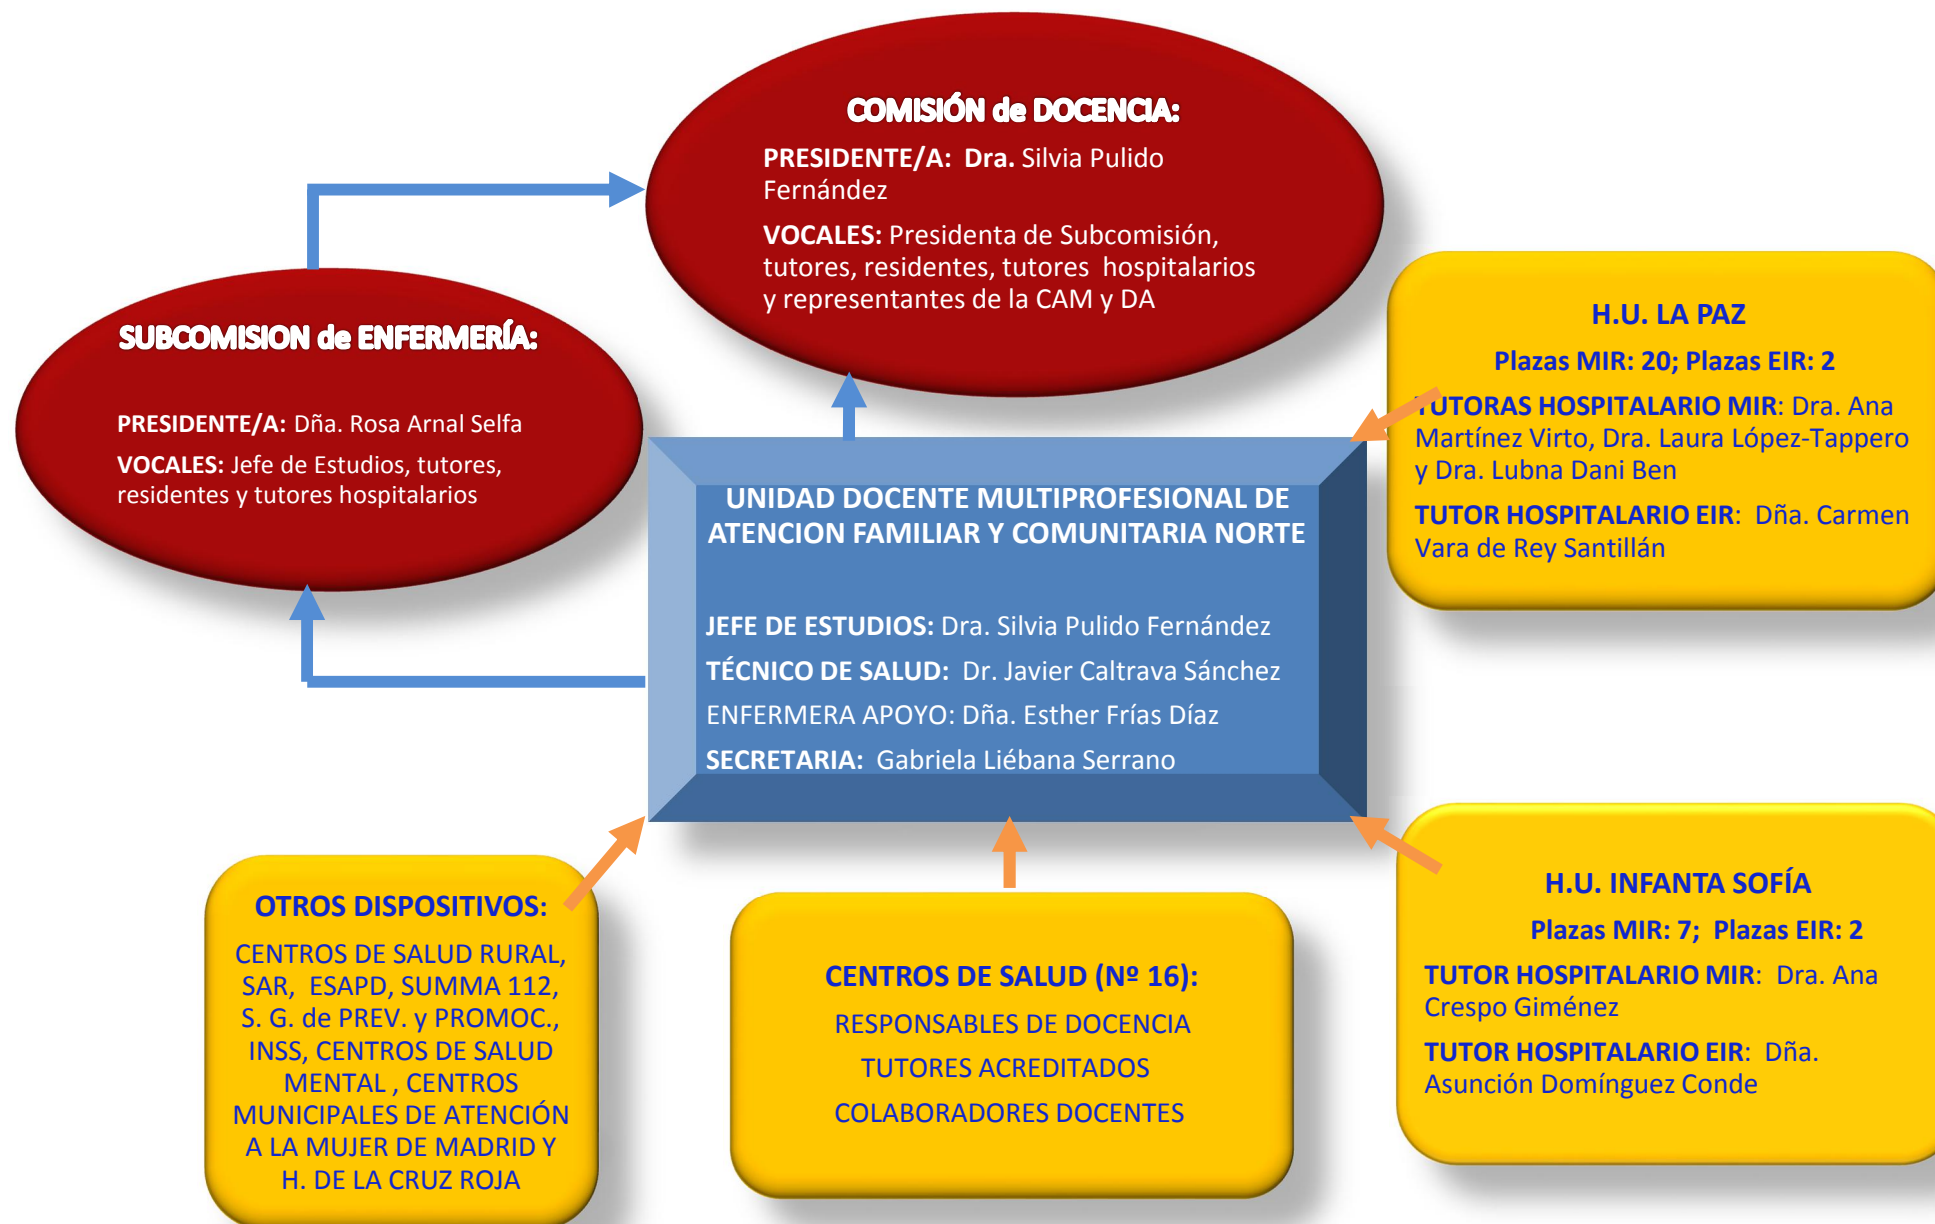 COMISIÓN de DOCENCIA:
PRESIDENTE/A: Dra. Silvia Pulido
Fernández
VOCALES: Presidenta de Subcomisión,
tutores, residentes, tutores hospitalarios
y representantes de la CAM y DA
SUBCOMISION de ENFERMERÍA:
PRESIDENTE/A: Dña. Rosa Arnal Selfa
VOCALES: Jefe de Estudios, tutores,
residentes y tutores hospitalarios
H.U. LA PAZ
Plazas MIR: 20; Plazas EIR: 2
TUTORAS HOSPITALARIO MIR: Dra. Ana
Martínez Virto, Dra. Laura López-Tappero
y Dra. Lubna Dani Ben
TUTOR HOSPITALARIO EIR: Dña. Carmen
Vara de Rey Santillán
UNIDAD DOCENTE MULTIPROFESIONAL DE
ATENCION FAMILIAR Y COMUNITARIA NORTE
JEFE DE ESTUDIOS: Dra. Silvia Pulido Fernández
TÉCNICO DE SALUD: Dr. Javier Caltrava Sánchez
ENFERMERA APOYO: Dña. Esther Frías Díaz
SECRETARIA: Gabriela Liébana Serrano
OTROS DISPOSITIVOS:
CENTROS DE SALUD RURAL,
SAR, ESAPD, SUMMA 112,
S. G. de PREV. y PROMOC.,
INSS, CENTROS DE SALUD
MENTAL , CENTROS
MUNICIPALES DE ATENCIÓN
A LA MUJER DE MADRID Y
H. DE LA CRUZ ROJA
CENTROS DE SALUD (Nº 16):
RESPONSABLES DE DOCENCIA
TUTORES ACREDITADOS
COLABORADORES DOCENTES
H.U. INFANTA SOFÍA
Plazas MIR: 7; Plazas EIR: 2
TUTOR HOSPITALARIO MIR: Dra. Ana
Crespo Giménez
TUTOR HOSPITALARIO EIR: Dña.
Asunción Domínguez Conde